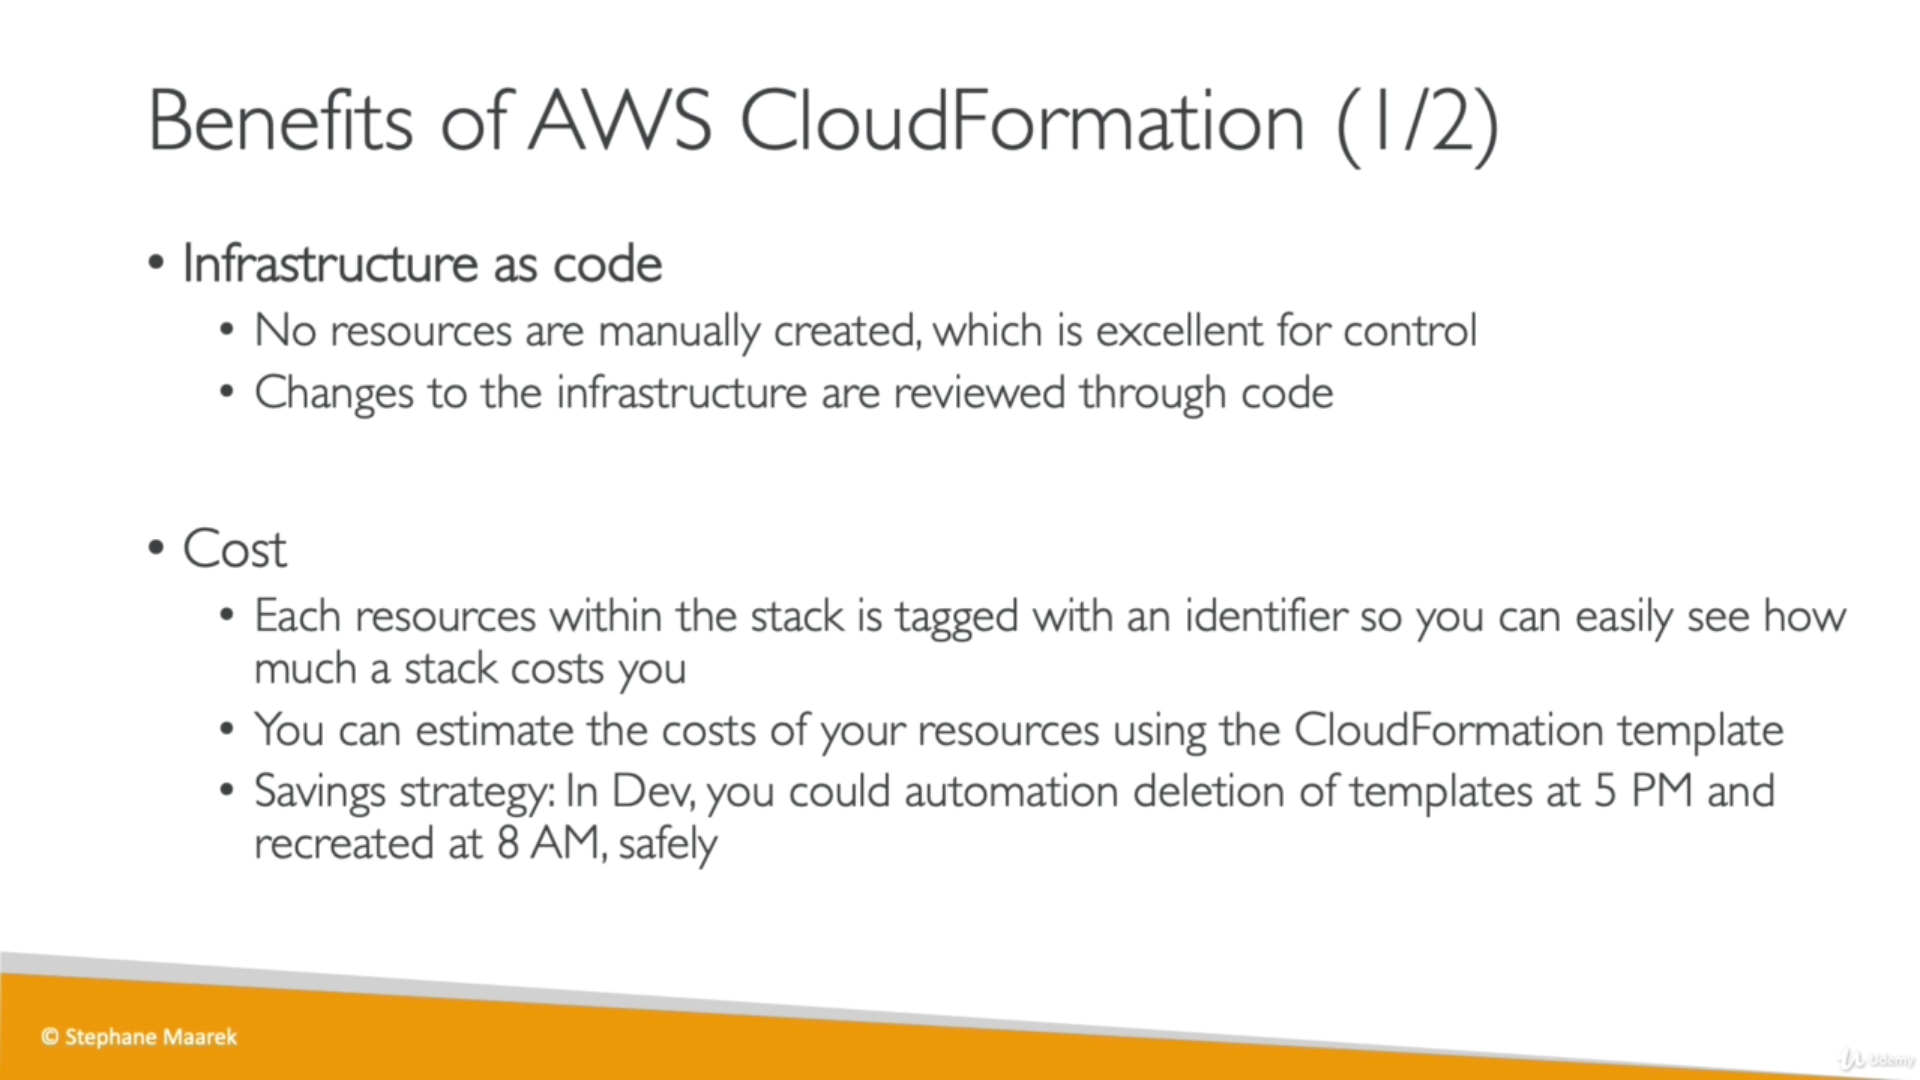 Benefits of AWS CloudFormation (1/2)
• Infrastructure as code
• No resources are manually created, which is excellent for control
• Changes to the infrastructure are reviewed through code
• Cost
• Each resources within the stack is tagged with an identifier so you can easily see how
much a stack costs you
• You can estimate the costs of your resources using the CloudFormation template
• Savings strategy: In Dev, you could automation deletion of templates at 5 PM and
recreated at 8 AM, safely
© Stephane Maarek
Udemy